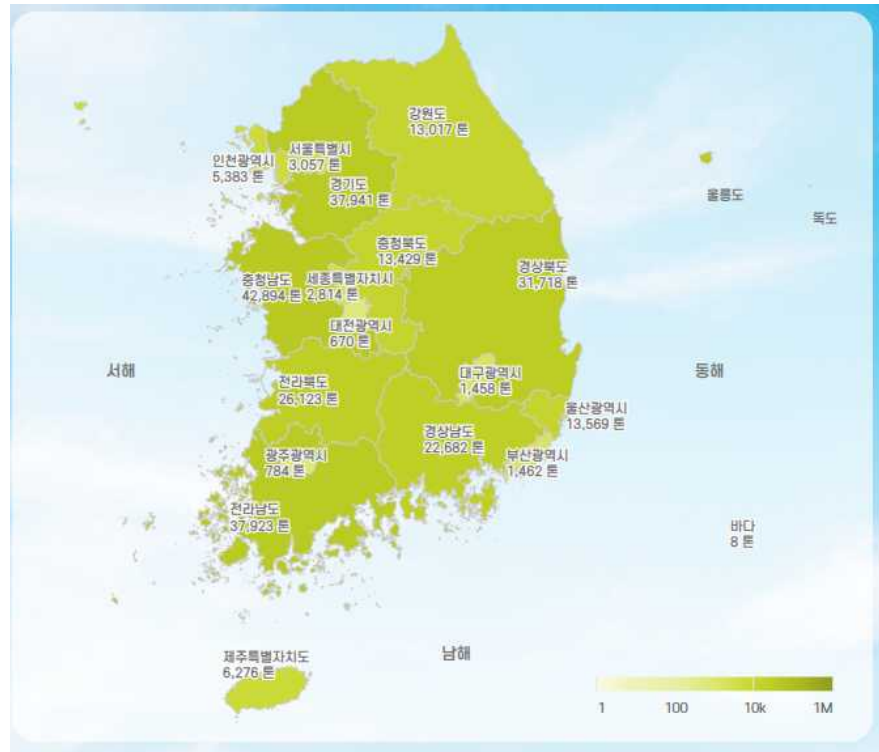 강원도
13,017 톤
인천광역시
5,383 톤
서울특별시
3,057 톤
경기도
37,941 톤
울릉도
독도
충청북도
13,429 톤
경상북도
31,718 톤
충청남도
42,894 톤
세종특별자치시
2,814 톤
대전광역시
670 톤
서해
동해
대구광역시
1,458 톤
전라북도
26,123 톤
울산광역시
13,569 톤
경상남도
22,682 톤
부산광역시
1,462 톤
광주광역시
784 톤
전라남도
37,923 톤
바다
8 톤
남해
제주특별자치도
6,276 톤
1 100 10k 1M